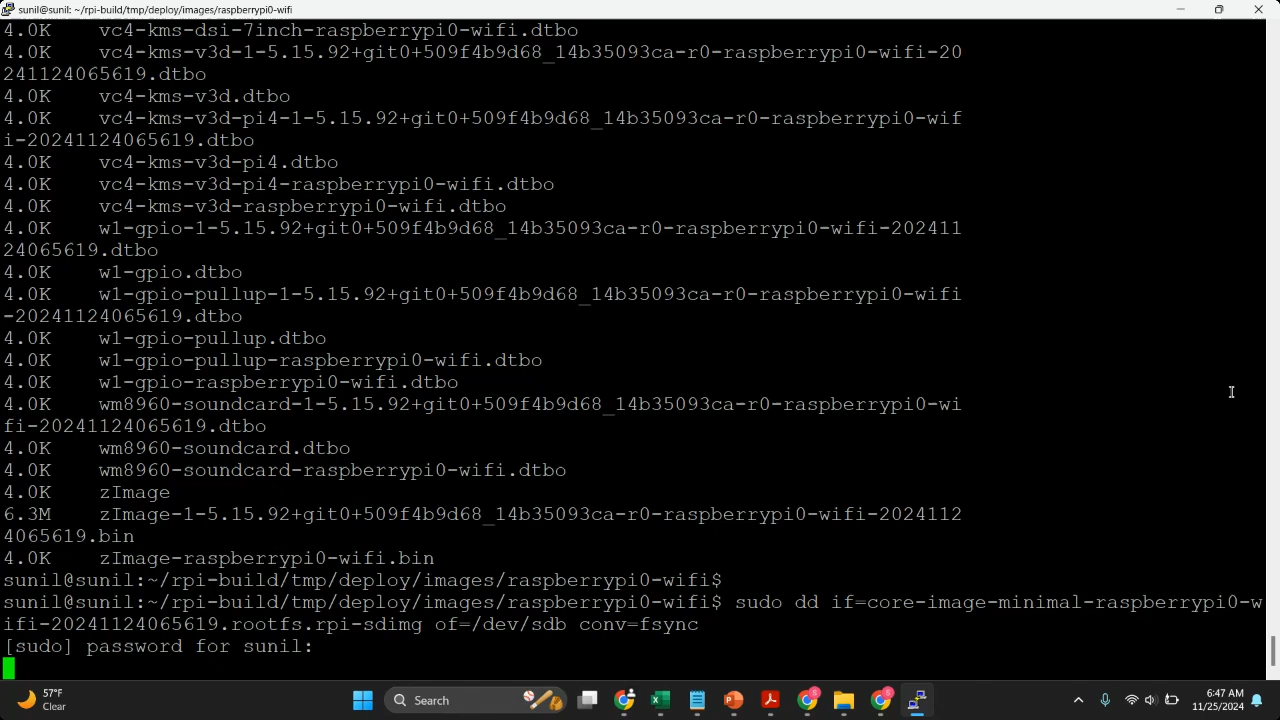 sunil@sunil: ~/rpi-build/tmp/deploy/images/raspberrypi0-wifi
4.0K    vc4-kms-dsi-7inch-raspberrypi0-wifi.dtbo
4.0K    vc4-kms-v3d-1-5.15.92+git0+509f4b9d68_14b35093ca-r0-raspberrypi0-wifi-20
241124065619.dtbo
4.0K    vc4-kms-v3d.dtbo
4.0K    vc4-kms-v3d-pi4-1-5.15.92+git0+509f4b9d68_14b35093ca-r0-raspberrypi0-wif
i-20241124065619.dtbo
4.0K    vc4-kms-v3d-pi4.dtbo
4.0K    vc4-kms-v3d-pi4-raspberrypi0-wifi.dtbo
4.0K    vc4-kms-v3d-raspberrypi0-wifi.dtbo
4.0K    w1-gpio-1-5.15.92+git0+509f4b9d68_14b35093ca-r0-raspberrypi0-wifi-202411
24065619.dtbo
4.0K    w1-gpio.dtbo
4.0K    w1-gpio-pullup-1-5.15.92+git0+509f4b9d68_14b35093ca-r0-raspberrypi0-wifi
-20241124065619.dtbo
4.0K    w1-gpio-pullup.dtbo
4.0K    w1-gpio-pullup-raspberrypi0-wifi.dtbo
4.0K    w1-gpio-raspberrypi0-wifi.dtbo
4.0K    wm8960-soundcard-1-5.15.92+git0+509f4b9d68_14b35093ca-r0-raspberrypi0-wi
fi-20241124065619.dtbo
4.0K    wm8960-soundcard.dtbo
4.0K    wm8960-soundcard-raspberrypi0-wifi.dtbo
4.0K    zImage
6.3M    zImage-1-5.15.92+git0+509f4b9d68_14b35093ca-r0-raspberrypi0-wifi-2024112
4065619.bin
4.0K    zImage-raspberrypi0-wifi.bin
sunil@sunil:~/rpi-build/tmp/deploy/images/raspberrypi0-wifi$
sunil@sunil:~/rpi-build/tmp/deploy/images/raspberrypi0-wifi$ sudo dd if=core-image-minimal-raspberrypi0-w
ifi-20241124065619.rootfs.rpi-sdimg of=/dev/sdb conv=fsync
[sudo] password for sunil:
57°F
Clear
Search
6:47 AM
11/25/2024